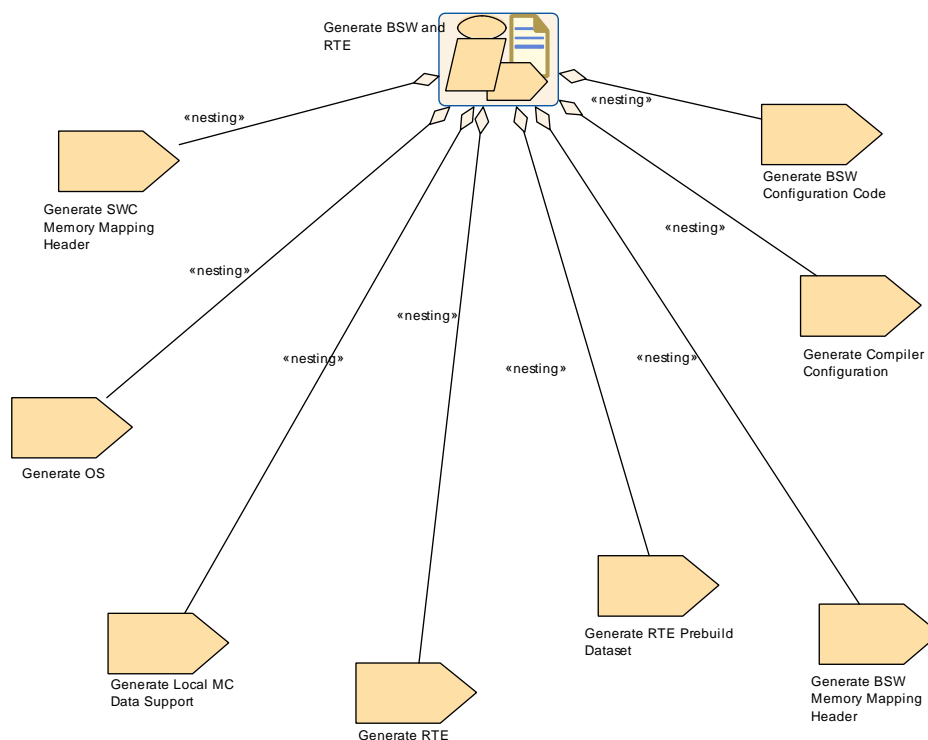 Generate BSW and
RTE
«nesting»
«nesting»
Generate BSW
Configuration Code
Generate SWC
Memory Mapping
Header
«nesting»
«nesting»
«nesting»
Generate Compiler
Configuration
«nesting»
«nesting»
«nesting»
Generate OS
Generate RTE Prebuild
Dataset
Generate Local MC
Data Support
Generate BSW
Memory Mapping
Header
Generate RTE